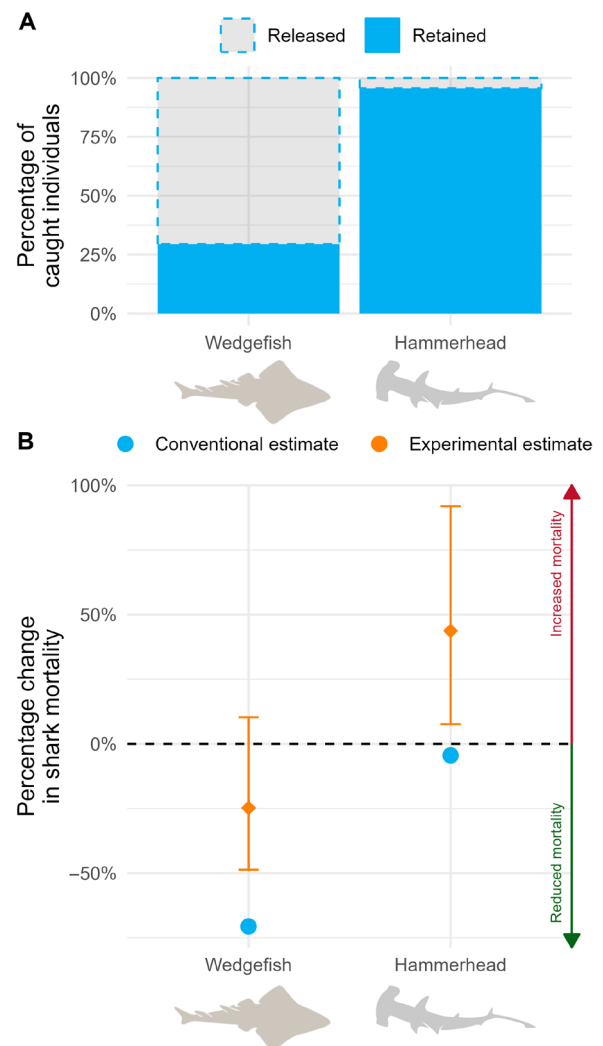 A
Released Retained
100%
75%
50%
25%
0%
Percentage of
caught individuals
Wedgefish Hammerhead
B
Conventional estimate Experimental estimate
100%
50%
0%
−50%
Percentage change
in shark mortality
Increased mortality
Reduced mortality
Wedgefish Hammerhead